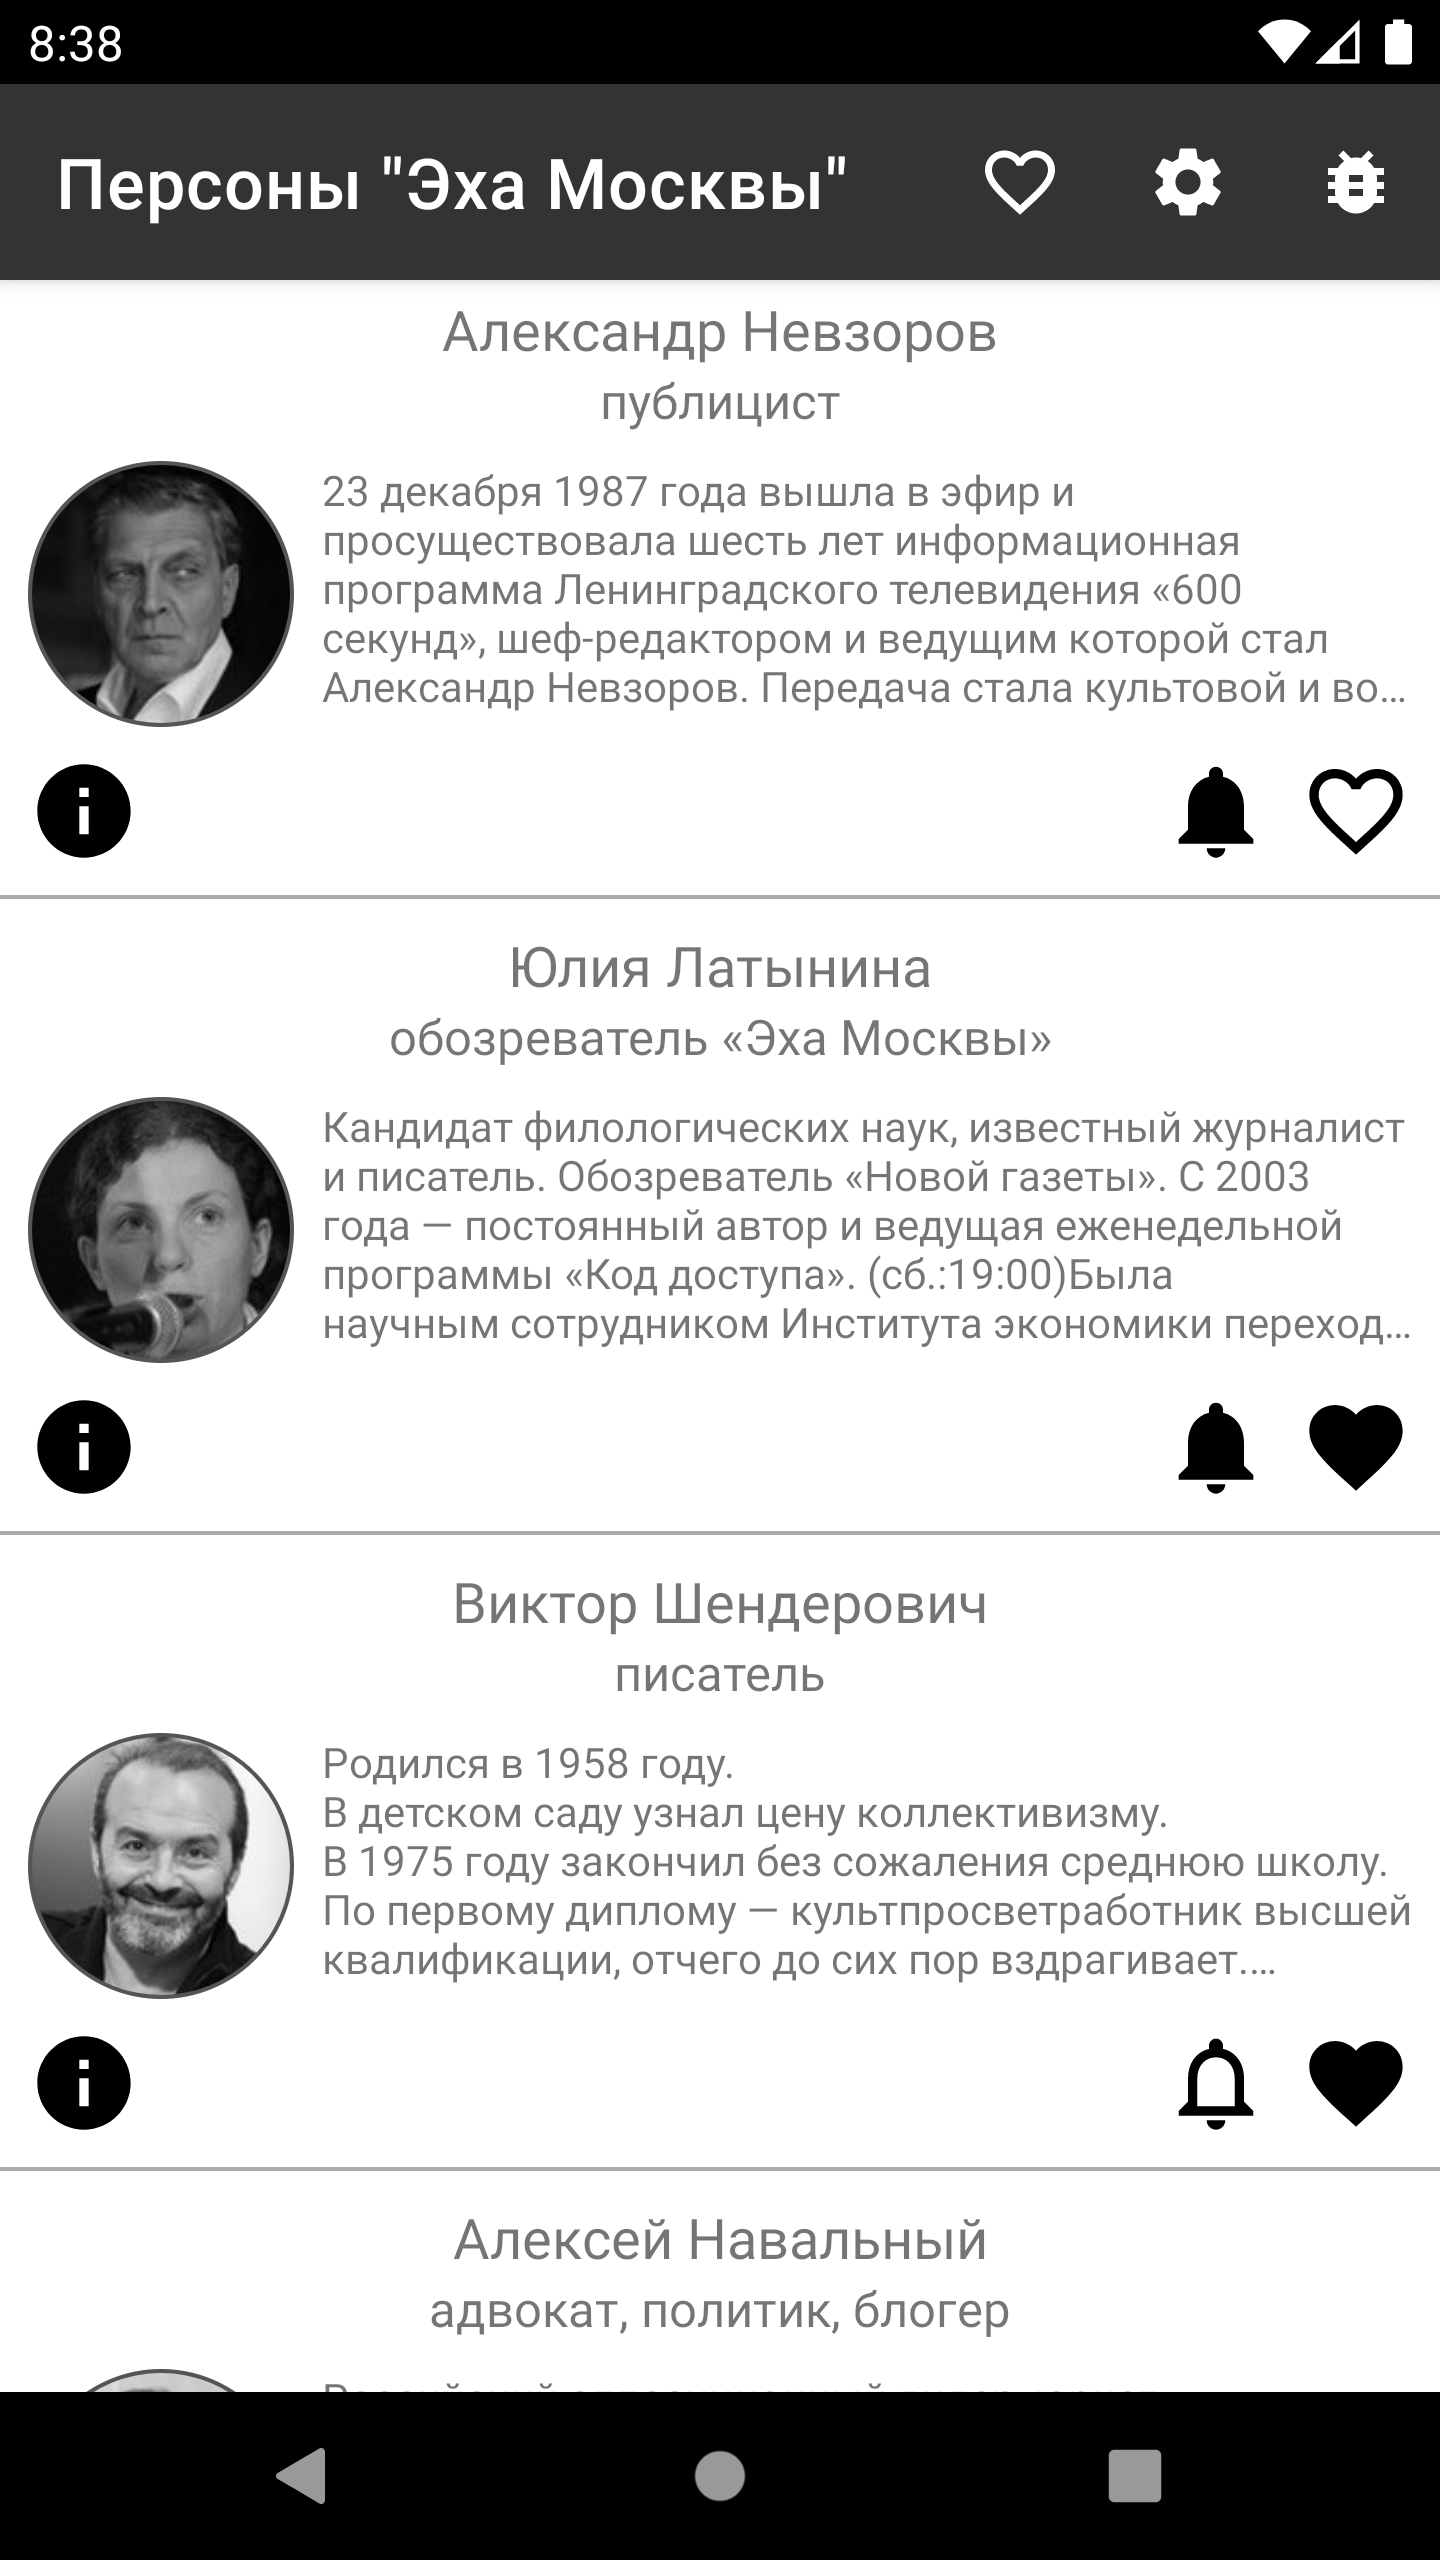 8:38
Персоны "Эха Москвы"
Александр Невзоров
публицист
23 декабря 1987 года вышла в эфир и
просуществовала шесть лет информационная
программа Ленинградского телевидения «600
секунд», шеф-редактором и ведущим которой стал
Александр Невзоров. Передача стала культовой и во…
Юлия Латынина
обозреватель «Эха Москвы»
Кандидат филологических наук, известный журналист
и писатель. Обозреватель «Новой газеты». С 2003
года — постоянный автор и ведущая еженедельной
программы «Код доступа». (сб.:19:00)Была
научным сотрудником Института экономики переход…
Виктор Шендерович
писатель
Родился в 1958 году.
В детском саду узнал цену коллективизму.
В 1975 году закончил без сожаления среднюю школу.
По первому диплому — культпросветработник высшей
квалификации, отчего до сих пор вздрагивает.…
Алексей Навальный
адвокат, политик, блогер